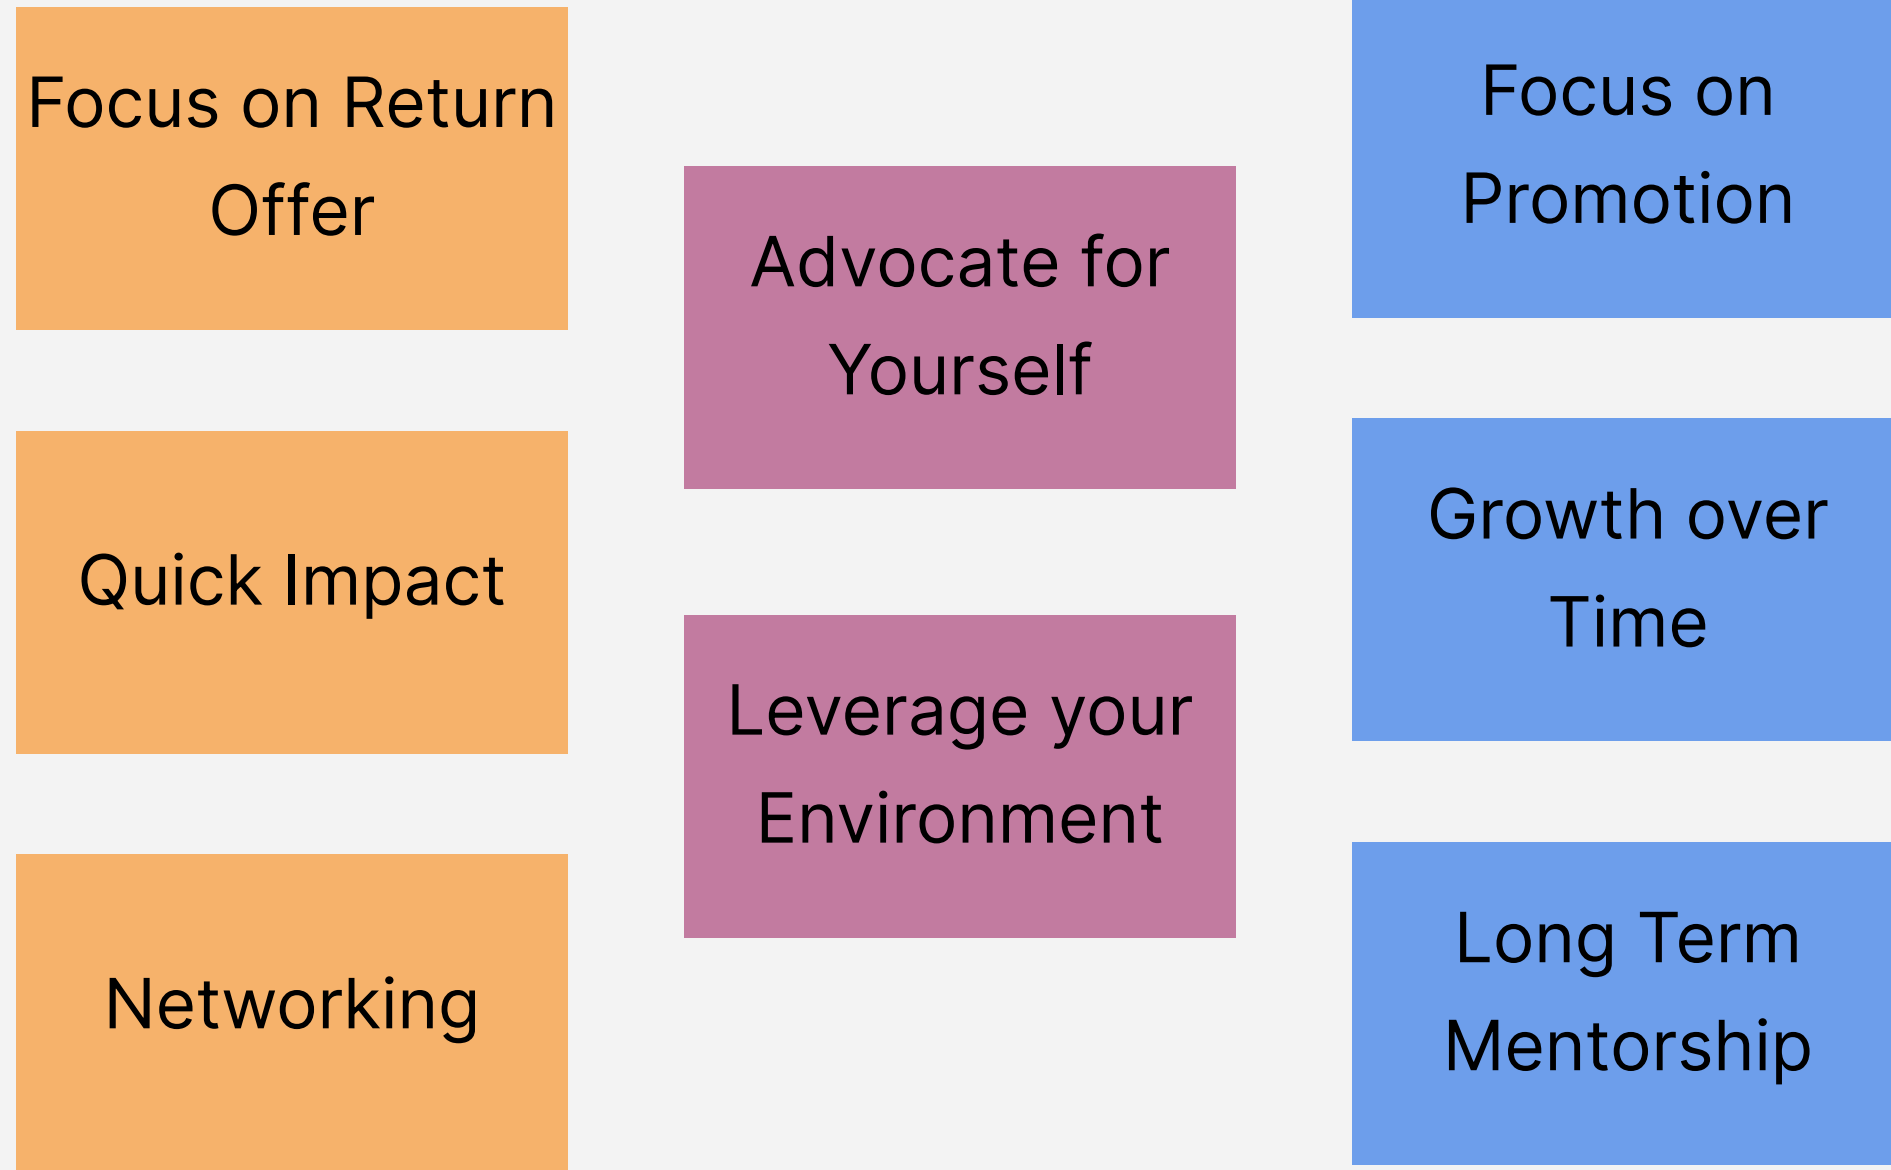 Focus on Return
Offer
Quick Impact
Networking
Advocate for
Yourself
Leverage your
Environment
Focus on
Promotion
Growth over
Time
Long Term
Mentorship